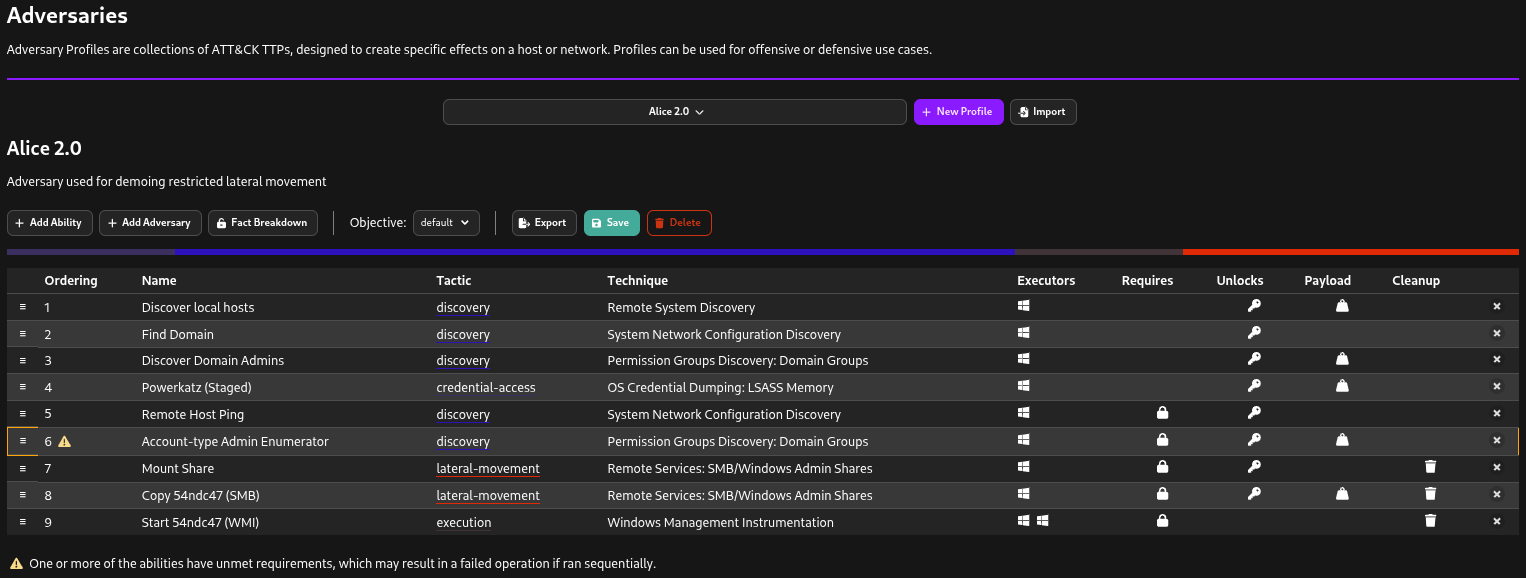 Adversaries
Adversary Profiles are collections of ATT&CK TTPs, designed to create specific effects on a host or network. Profiles can be used for offensive or defensive use cases.
Alice 2.0 + New Profile Import
Alice 2.0
Adversary used for demoing restricted lateral movement
+ Add Ability + Add Adversary Fact Breakdown Objective: default Export Save Delete
Ordering Name Tactic Technique Executors Requires Unlocks Payload Cleanup
1 Discover local hosts discovery Remote System Discovery
2 Find Domain discovery System Network Configuration Discovery
3 Discover Domain Admins discovery Permission Groups Discovery: Domain Groups
4 Powerkatz (Staged) credential-access OS Credential Dumping: LSASS Memory
5 Remote Host Ping discovery System Network Configuration Discovery
6 Account-type Admin Enumerator discovery Permission Groups Discovery: Domain Groups
7 Mount Share lateral-movement Remote Services: SMB/Windows Admin Shares
8 Copy 54ndc47 (SMB) lateral-movement Remote Services: SMB/Windows Admin Shares
9 Start 54ndc47 (WMI) execution Windows Management Instrumentation
One or more of the abilities have unmet requirements, which may result in a failed operation if ran sequentially.